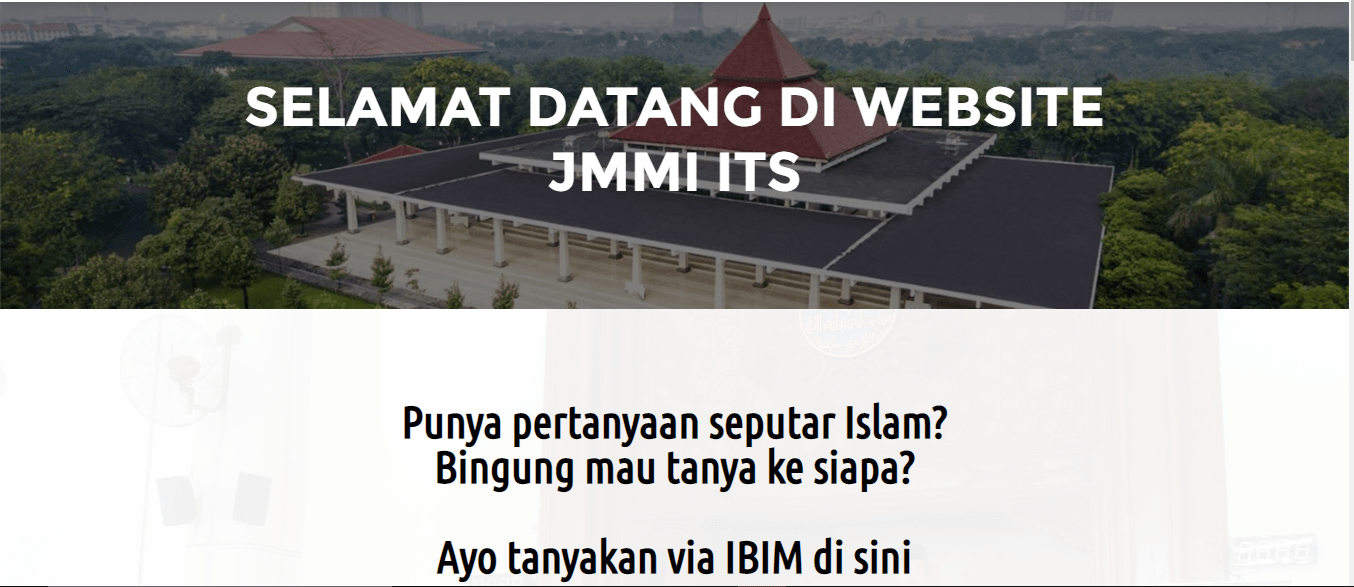 SELAMAT DATANG DI WEBSITE
JMMI ITS
Punya pertanyaan seputar Islam?
Bingung mau tanya ke siapa?
Ayo tanyakan via IBIM di sini